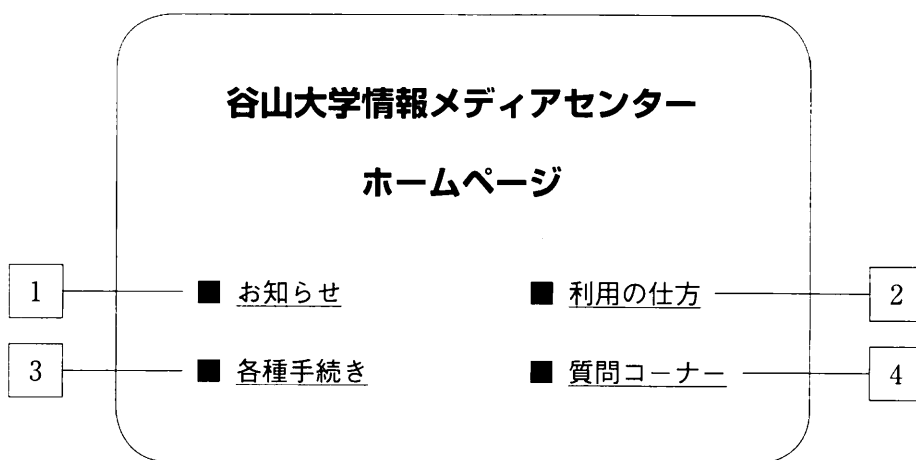 谷山大学情報メディアセンター
ホームページ
1 ■ お知らせ ■ 利用の仕方 2
3 ■ 各種手続き ■ 質問コーナー 4